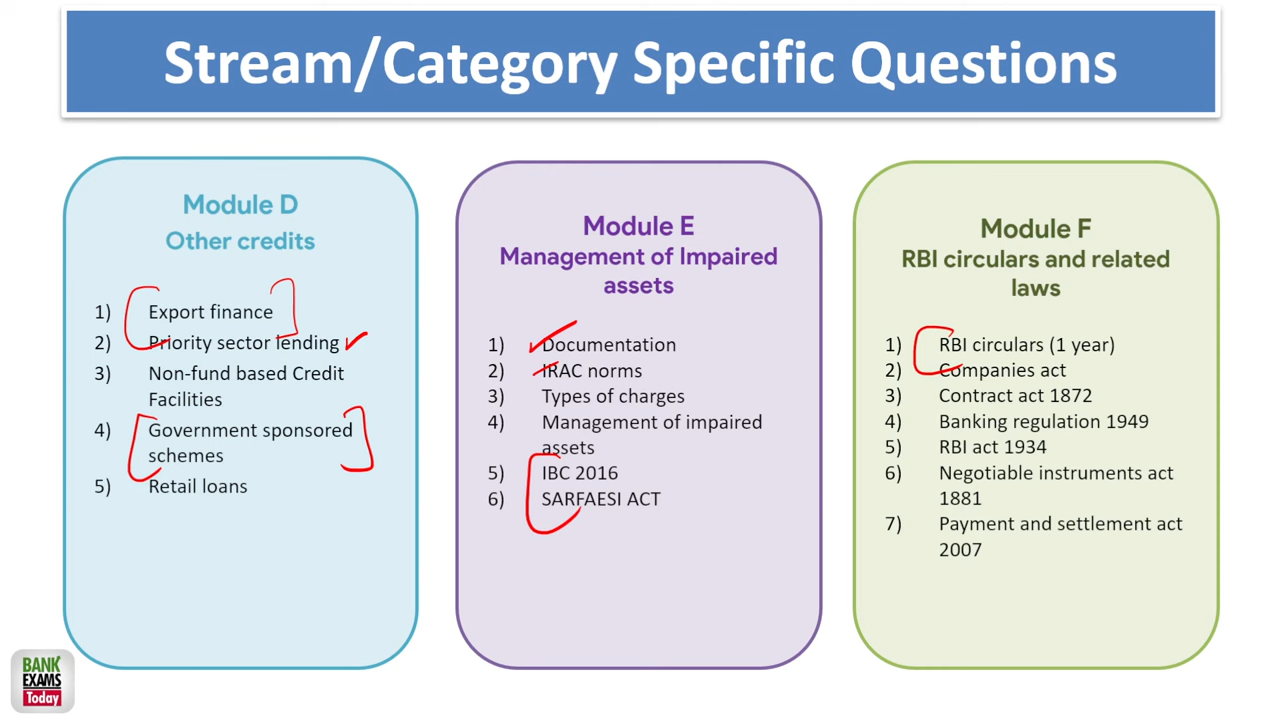 Stream/Category Specific Questions
Module D
Other credits
1) Export finance
2) Priority sector lending
3) Non-fund based Credit
Facilities
4) Government sponsored
schemes
5) Retail loans
Module E
Management of Impaired
assets
1) Documentation
2) IRAC norms
3) Types of charges
4) Management of impaired
assets
5) IBC 2016
6) SARFAESI ACT
Module F
RBI circulars and related
laws
1) RBI circulars (1 year)
2) Companies act
3) Contract act 1872
4) Banking regulation 1949
5) RBI act 1934
6) Negotiable instruments act
1881
7) Payment and settlement act
2007
BANK
EXAMS
Today